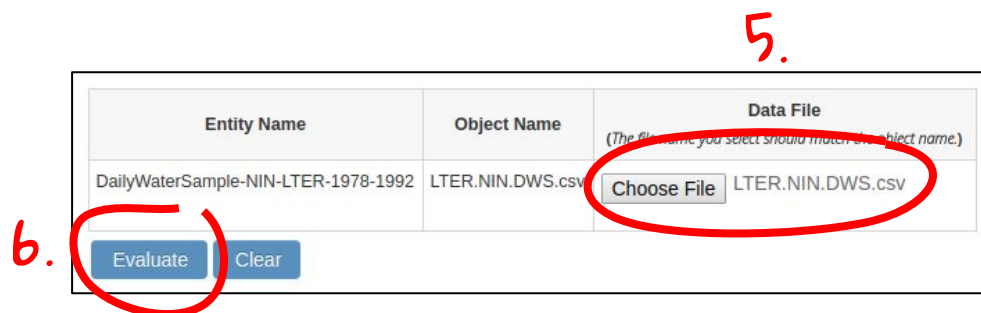 5.
Entity Name Object Name Data File
(The file name you select should match the object name.)
DailyWaterSample-NIN-LTER-1978-1992 LTER.NIN.DWS.csv Choose File LTER.NIN.DWS.csv
6.
Evaluate Clear